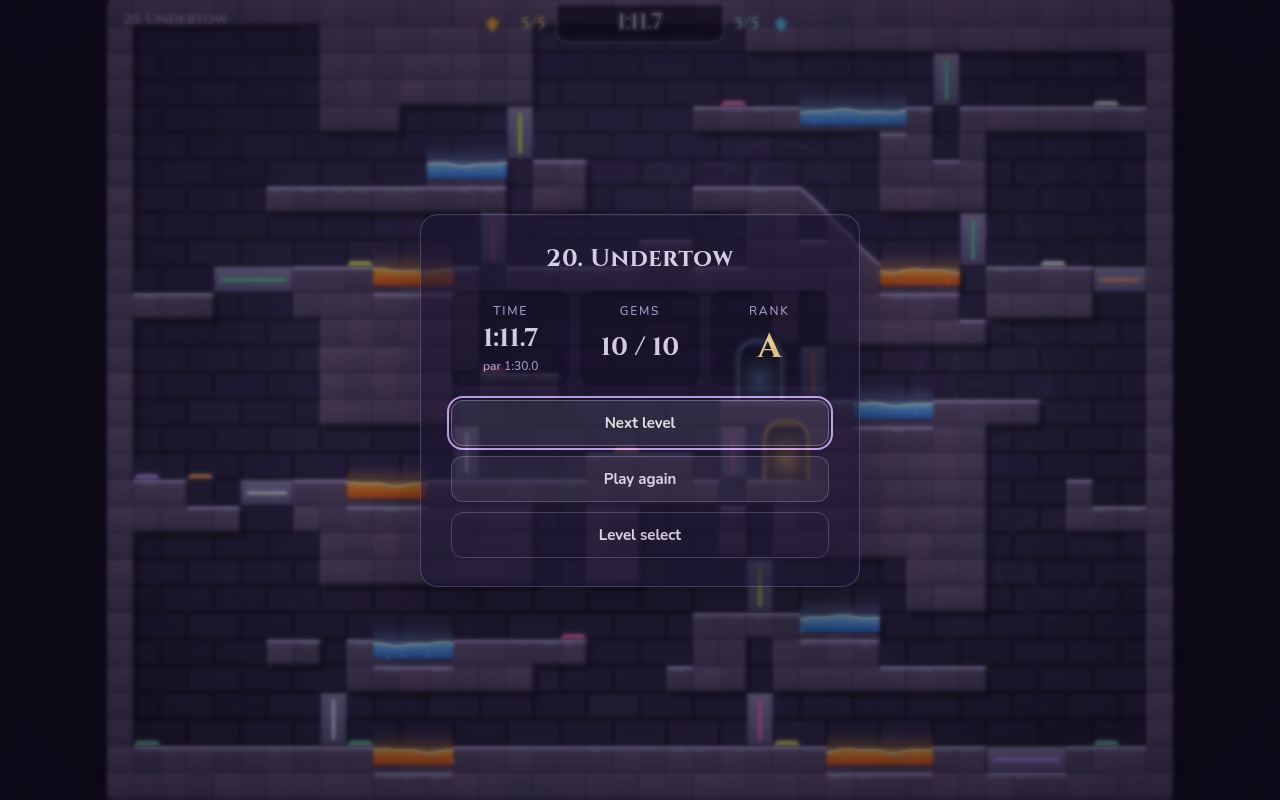 20. Undertow
5/5
1:11.7
5/5
20. Undertow
TIME
1:11.7
par 1:30.0
GEMS
10 / 10
RANK
A
Next level
Play again
Level select